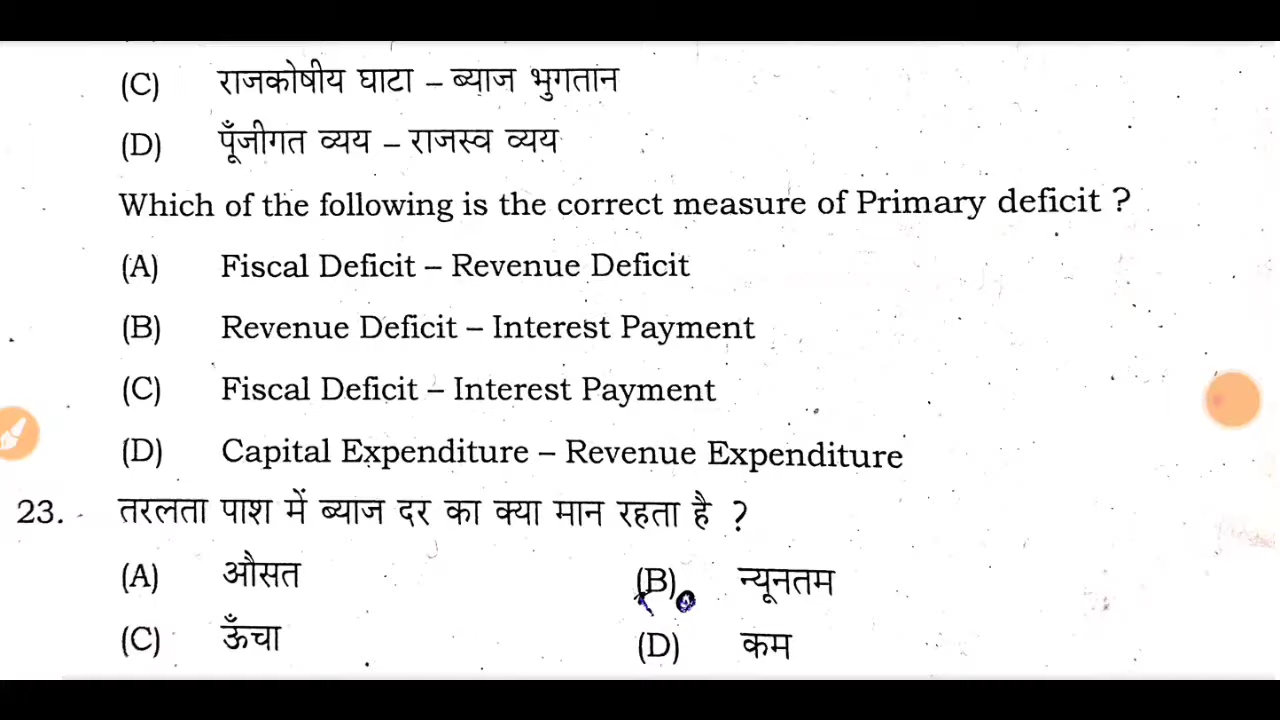 (C) राजकोषीय घाटा – ब्याज भुगतान
(D) पूँजीगत व्यय – राजस्व व्यय
Which of the following is the correct measure of Primary deficit ?
(A) Fiscal Deficit – Revenue Deficit
(B) Revenue Deficit – Interest Payment
(C) Fiscal Deficit – Interest Payment
(D) Capital Expenditure – Revenue Expenditure
23. तरलता पाश में ब्याज दर का क्या मान रहता है ?
(A) औसत (B) न्यूनतम
(C) ऊँचा (D) कम